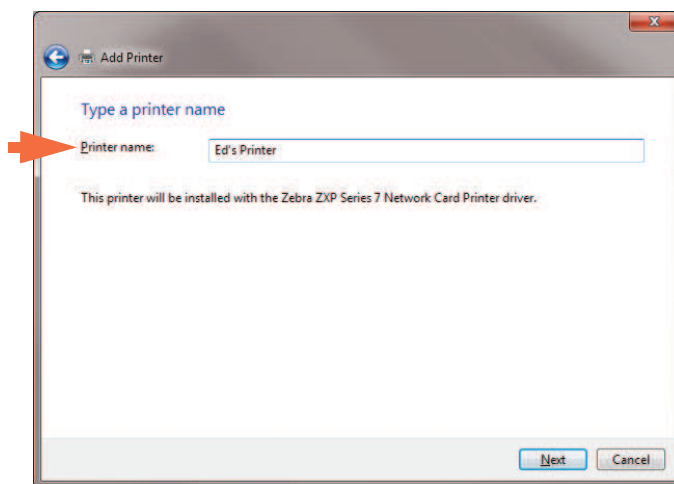 Add Printer
Type a printer name
Printer name: Ed's Printer
This printer will be installed with the Zebra ZXP Series 7 Network Card Printer driver.
Next Cancel